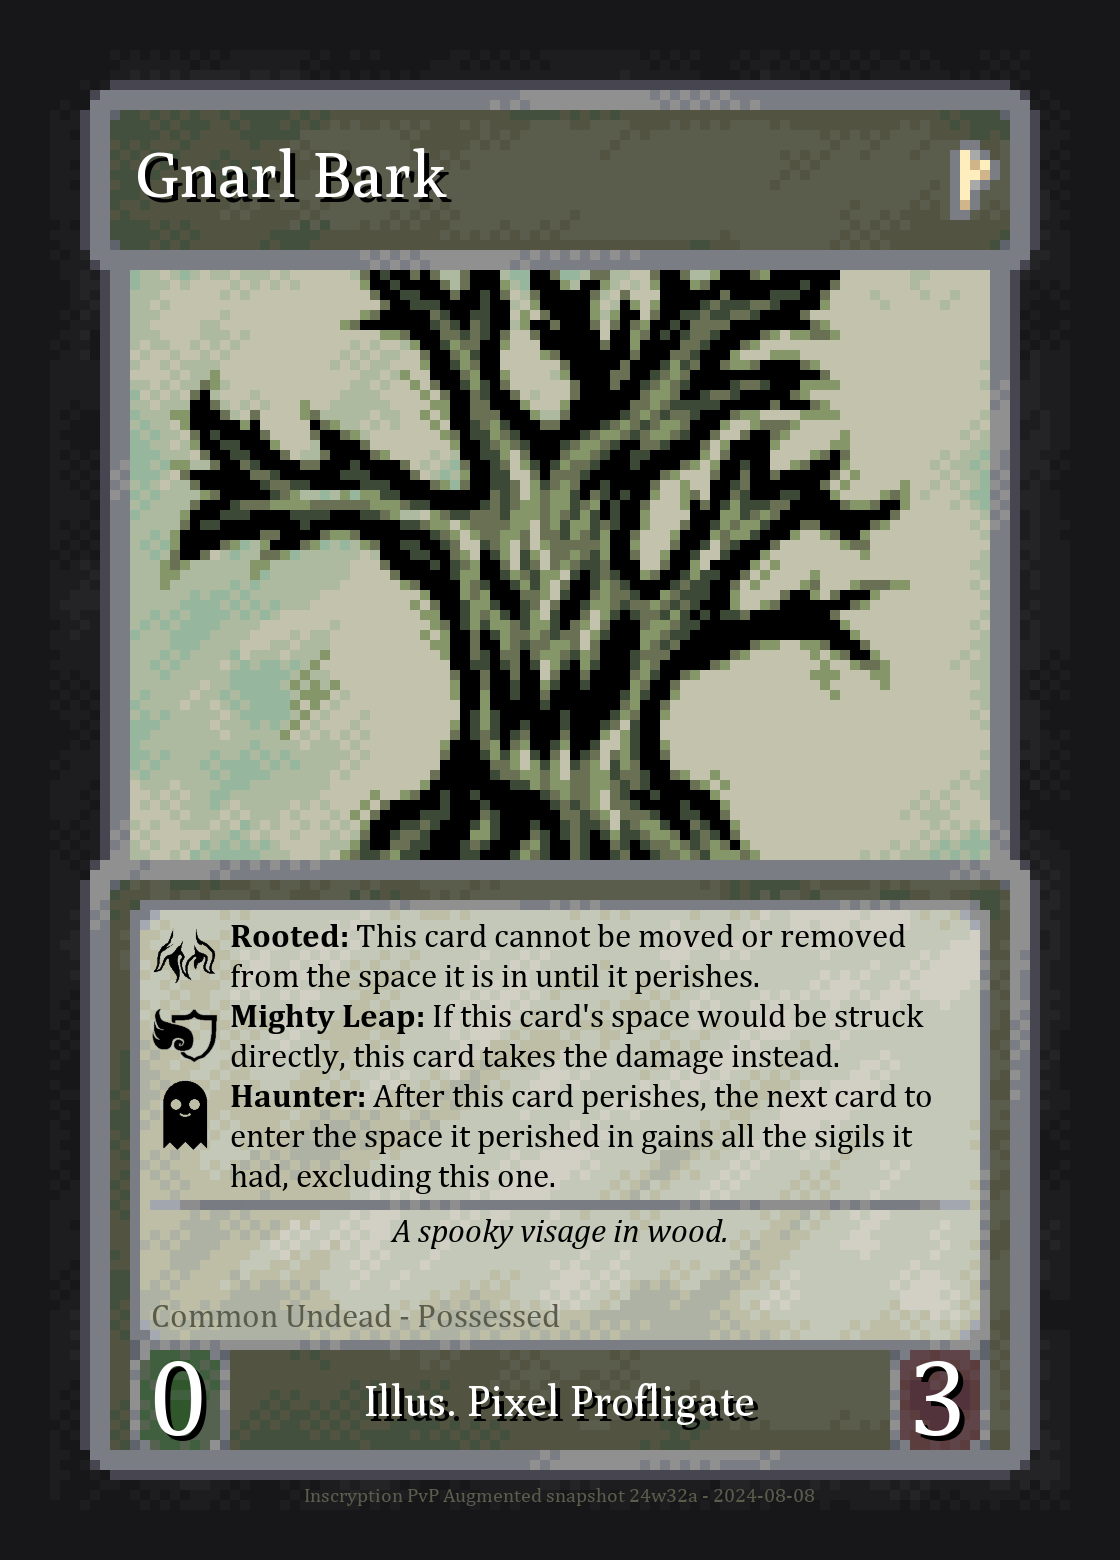 Gnarl Bark
Rooted: This card cannot be moved or removed
from the space it is in until it perishes.
Mighty Leap: If this card's space would be struck
directly, this card takes the damage instead.
Haunter: After this card perishes, the next card to
enter the space it perished in gains all the sigils it
had, excluding this one.
A spooky visage in wood.
Common Undead - Possessed
0
Illus. Pixel Profligate
3
Inscryption PvP Augmented snapshot 24w32a - 2024-08-08